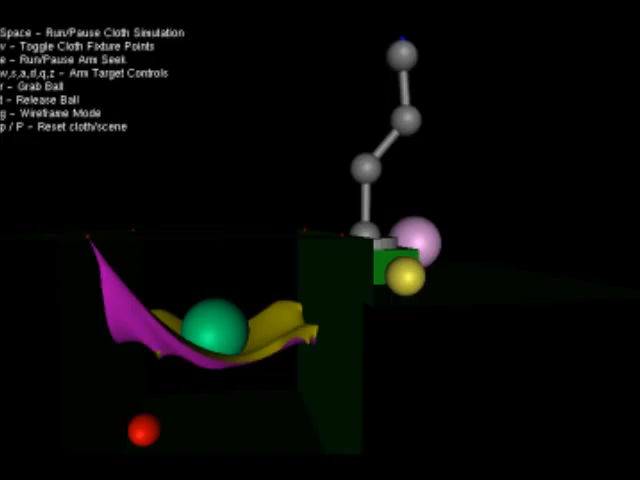 Space - Run/Pause Cloth Simulation
v - Toggle Cloth Fixture Points
e - Run/Pause Arm Seek
w,s,a,d,q,z - Arm Target Controls
r - Grab Ball
t - Release Ball
g - Wireframe Mode
p / P - Reset cloth/scene